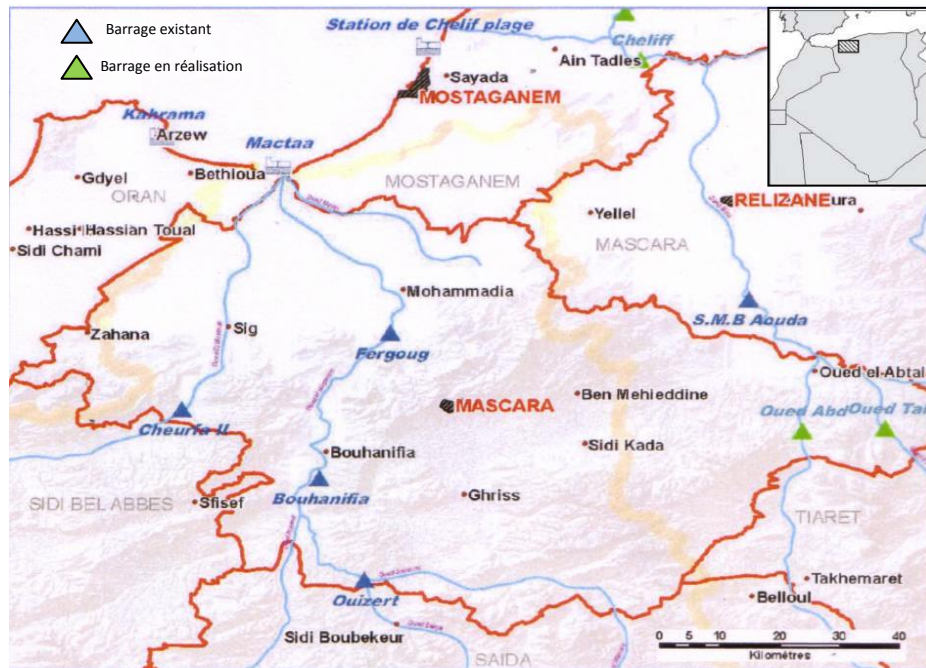 Barrage existant
Barrage en réalisation
Station de Chelif plage
Cheliff
Ain Tadles
Sayada
MOSTAGANEM
Kahrama
Arzew
Mactaa
Gdyel
Bethioua
ORAN
MOSTAGANEM
RELIZANE
ura
Yellel
MASCARA
Hassi
Hassian Toual
Sidi Chami
Mohammadia
S.M.B Aouda
Zahana
Sig
Fergoug
Oued el Abtal
Ben Mehieddine
MASCARA
Cheurfa II
Oued Abd
Oued Tah
Bouhanifia
Sidi Kada
Bouhanifia
SIDI BEL ABBES
Sfisef
Ghriss
TIARET
Ouizert
Takhemaret
Belloul
Sidi Boubekeur
SAIDA
0 5 10 20 30 40
Kilométres